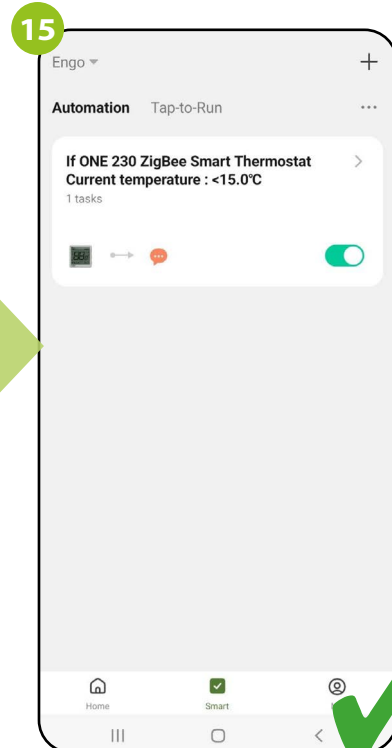 15
Engo
Automation Tap-to-Run
If ONE 230 ZigBee Smart Thermostat
Current temperature : <15.0°C
1 tasks
Home Smart